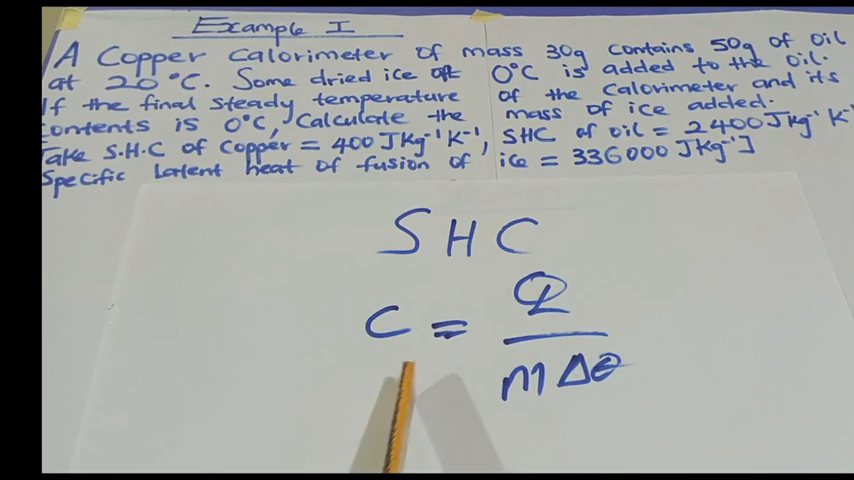 Example I
A Copper Calorimeter of mass 30g contains 50g of oil
at 20°C. Some dried ice at 0°C is added to the oil.
If the final steady temperature of the calorimeter and its
contents is 0°C, Calculate the mass of ice added.
Take S.H.C of Copper = 400 JKg⁻¹K⁻¹, SHC of oil = 2400JKg⁻¹K⁻¹
Specific Latent heat of fusion of ice = 336000 JKg⁻¹]
SHC
C = Q
m Δθ